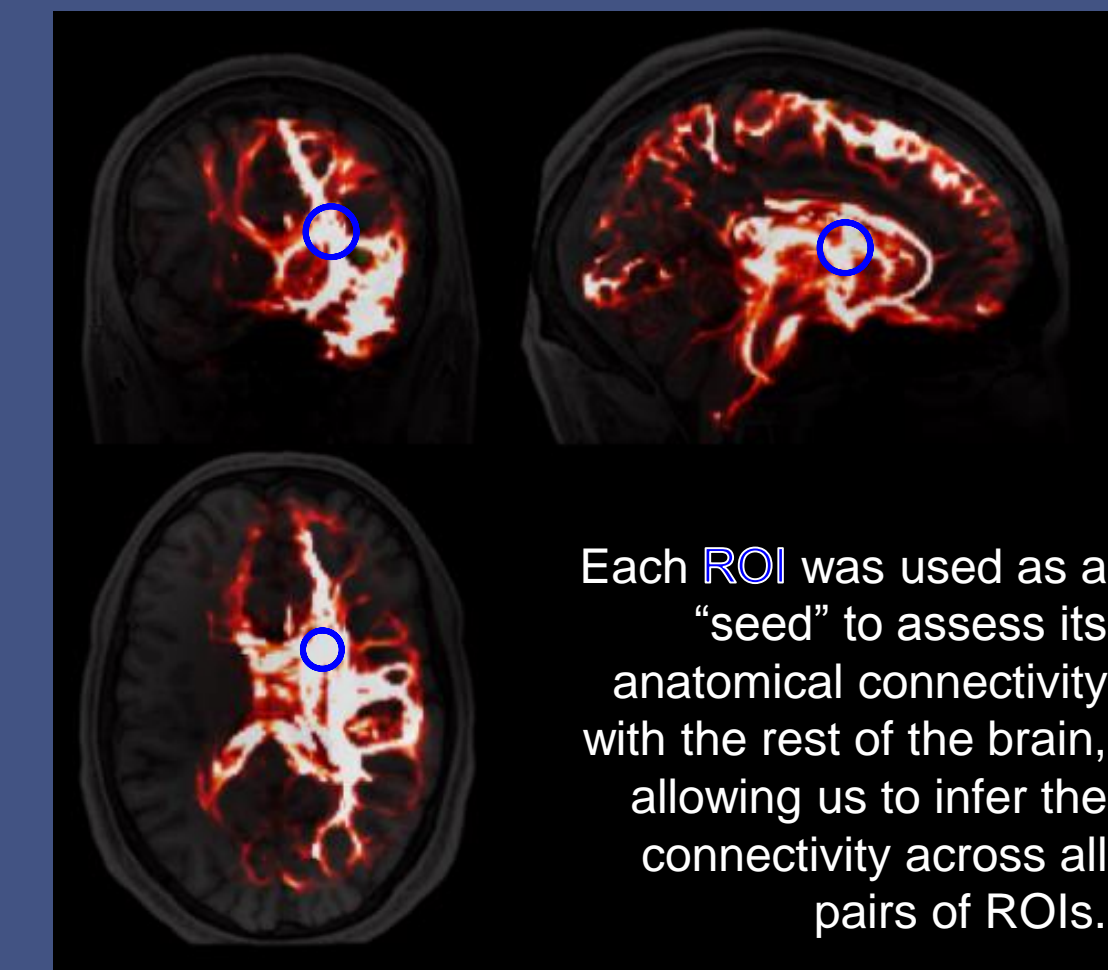 Each ROI was used as a
“seed” to assess its
anatomical connectivity
with the rest of the brain,
allowing us to infer the
connectivity across all
pairs of ROIs.